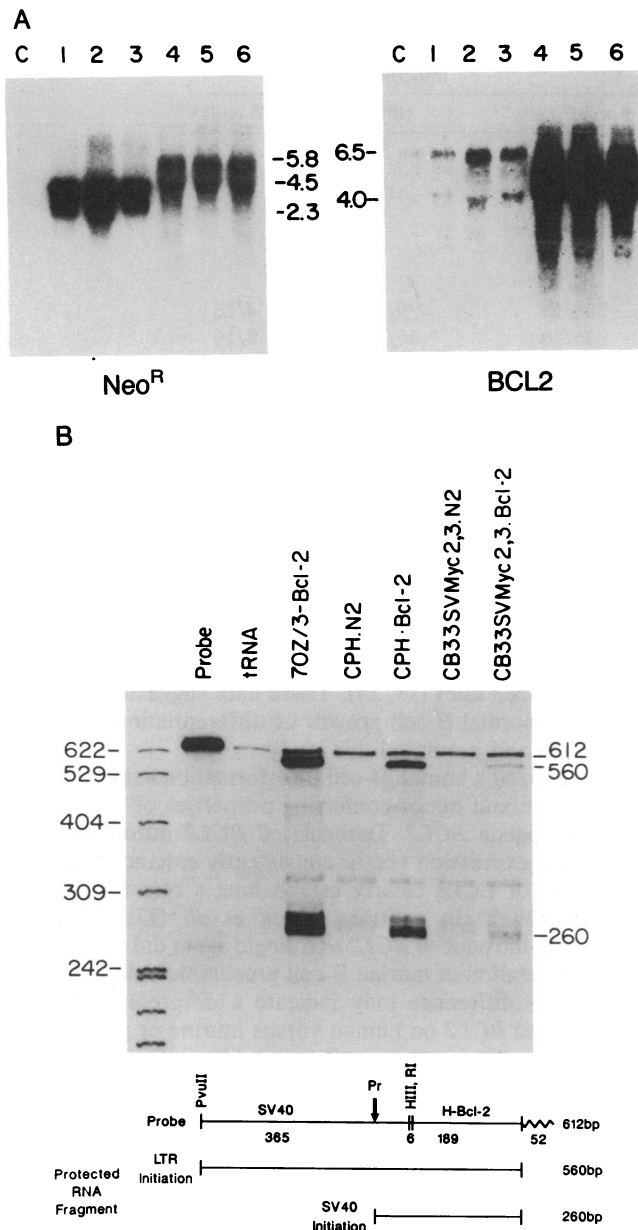 A
C 1 2 3 4 5 6
C 1 2 3 4 5 6
-5.8
-4.5
-2.3
6.5-
4.0-
Neo^R
BCL2
B
Probe
tRNA
70Z/3-Bcl-2
CPH.N2
CPH·Bcl-2
CB33SVMyc2,3.N2
CB33SVMyc2,3.Bcl-2
622-
529-
404-
309-
242-
-612
-560
-260
PvuII
Pr
HIII, RI
Probe
SV40
H-Bcl-2
612bp
365
6
189
52
LTR
Initiation
560bp
Protected
RNA
Fragment
SV40
Initiation
260bp